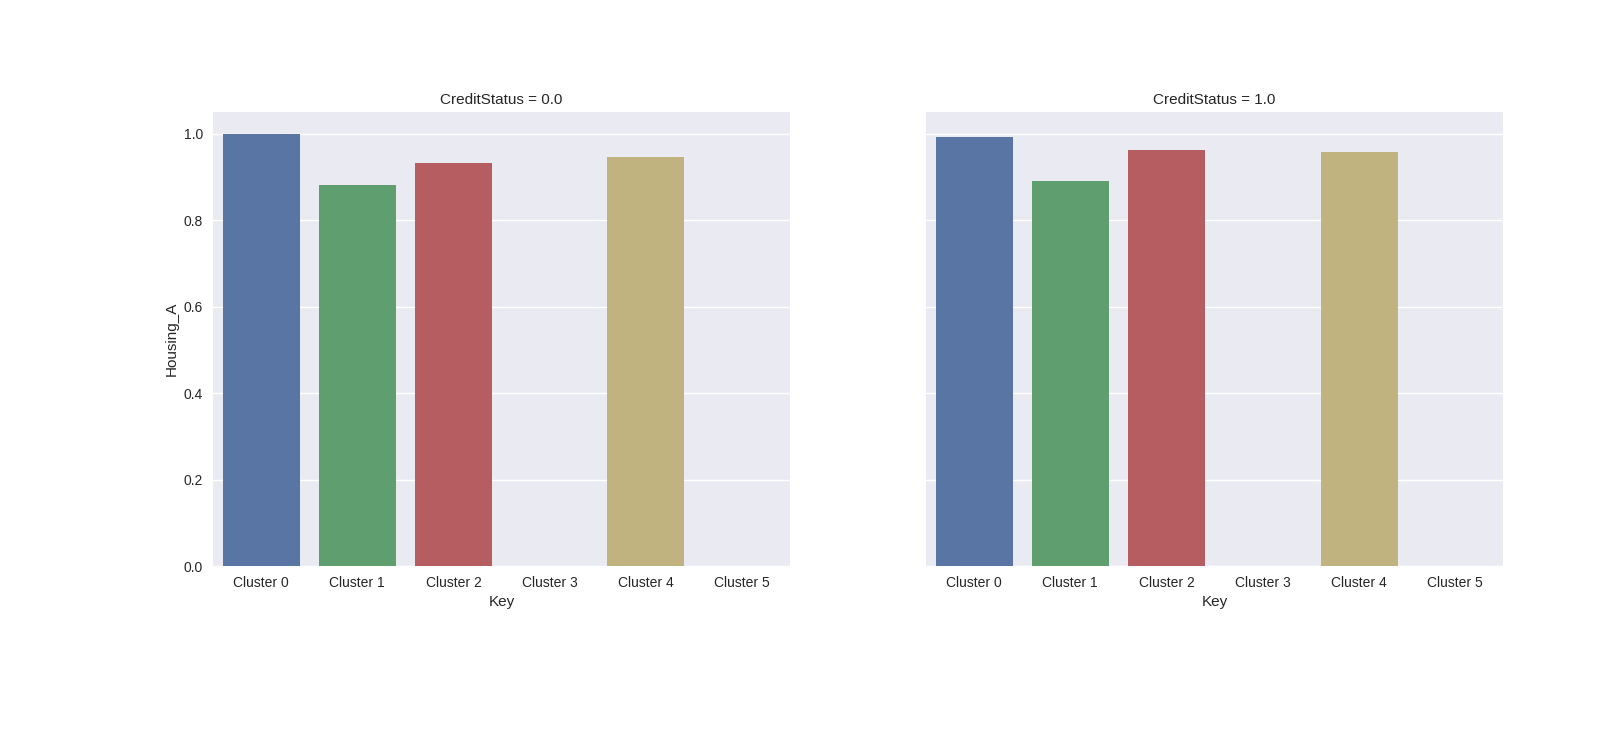 CreditStatus = 0.0
1.0
0.8
0.6
0.4
0.2
0.0
Housing_A
Cluster 0 Cluster 1 Cluster 2 Cluster 3 Cluster 4 Cluster 5
Key
CreditStatus = 1.0
Cluster 0 Cluster 1 Cluster 2 Cluster 3 Cluster 4 Cluster 5
Key